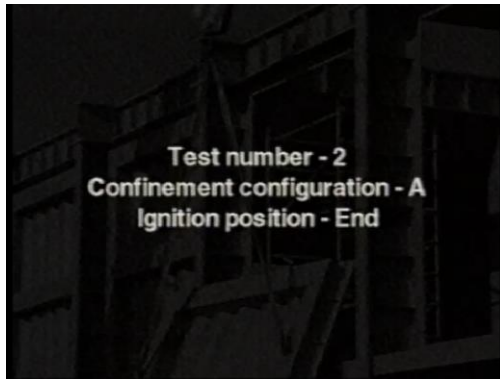 Test number - 2
Confinement configuration - A
Ignition position - End